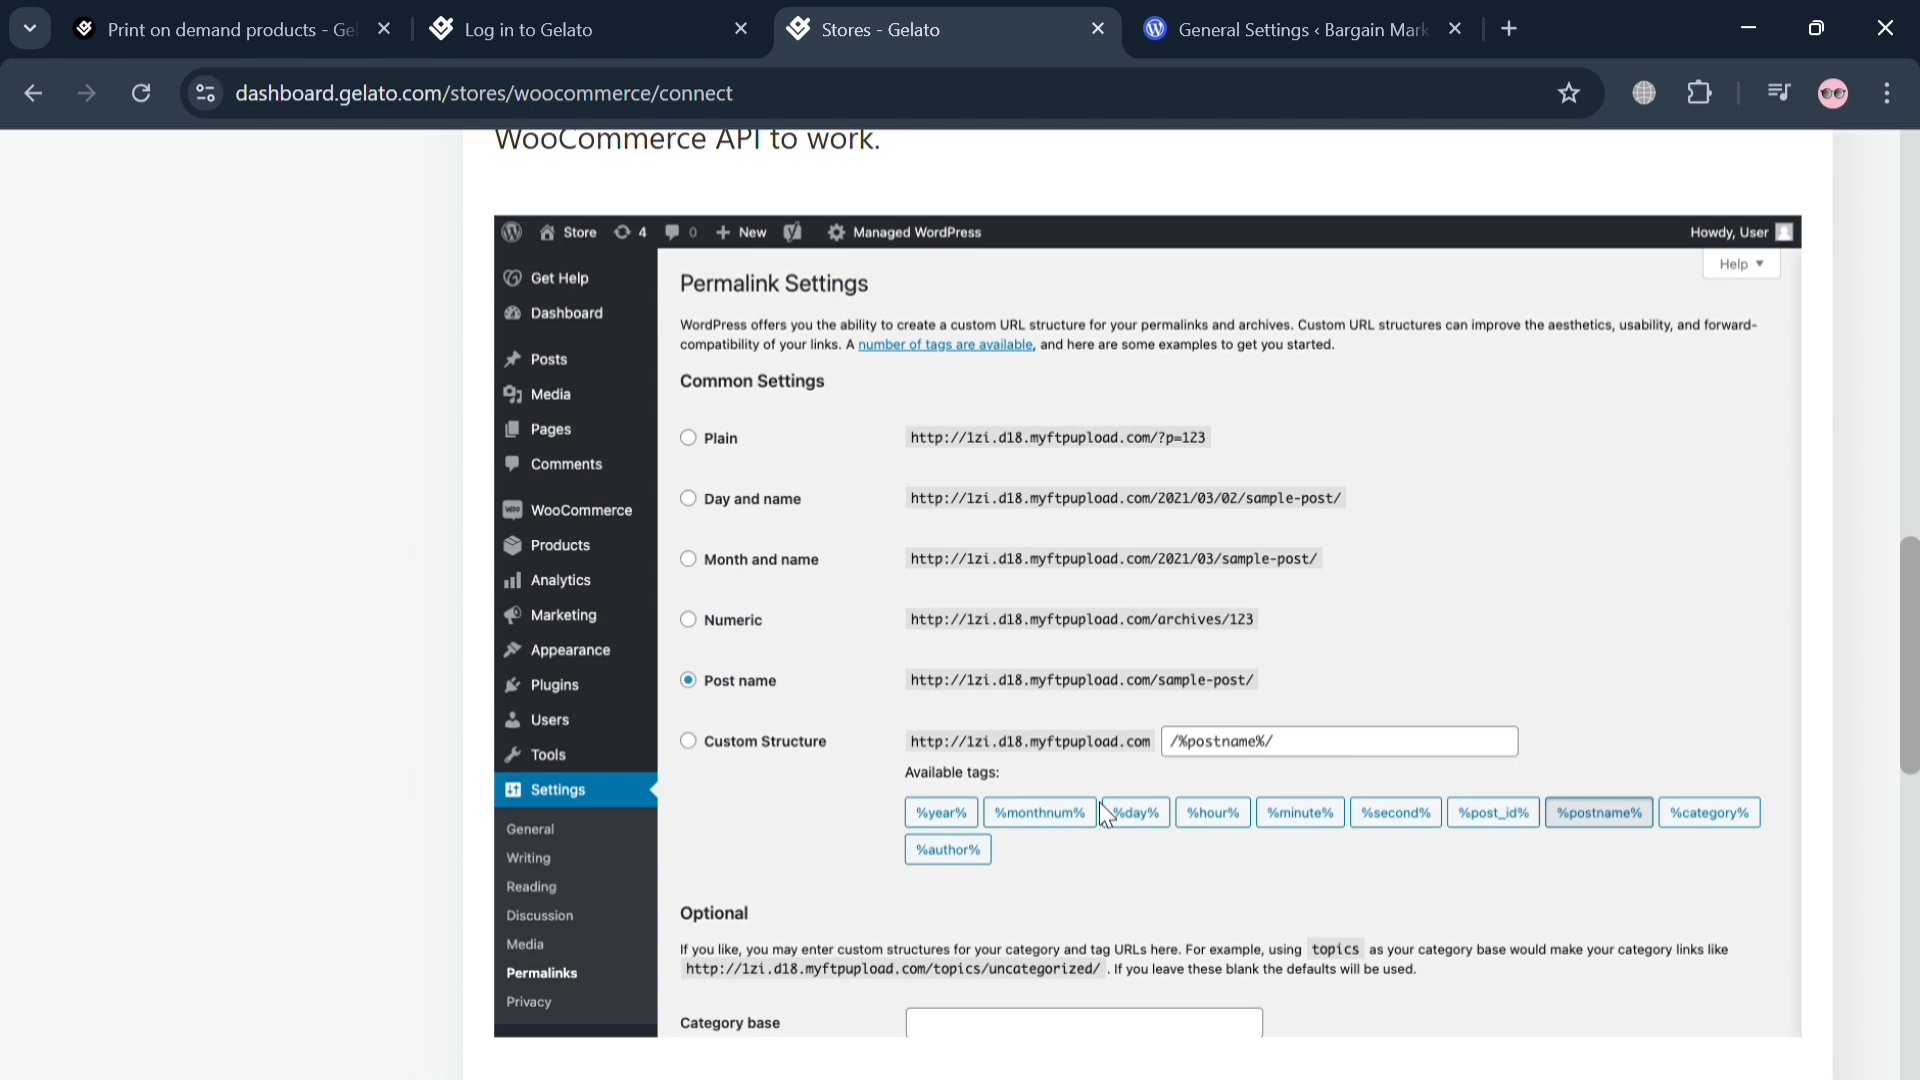 Print on demand products - Ge
Log in to Gelato
Stores - Gelato
General Settings ‹ Bargain Mark
dashboard.gelato.com/stores/woocommerce/connect
WooCommerce API to work.
Store
4
0
New
Managed WordPress
Howdy, User
Help
Get Help
Dashboard
Posts
Media
Pages
Comments
WooCommerce
Products
Analytics
Marketing
Appearance
Plugins
Users
Tools
Settings
General
Writing
Reading
Discussion
Media
Permalinks
Privacy
Permalink Settings
WordPress offers you the ability to create a custom URL structure for your permalinks and archives. Custom URL structures can improve the aesthetics, usability, and forward-
compatibility of your links. A number of tags are available, and here are some examples to get you started.
Common Settings
Plain http://1zi.d18.myftpupload.com/?p=123
Day and name http://1zi.d18.myftpupload.com/2021/03/02/sample-post/
Month and name http://1zi.d18.myftpupload.com/2021/03/sample-post/
Numeric http://1zi.d18.myftpupload.com/archives/123
Post name http://1zi.d18.myftpupload.com/sample-post/
Custom Structure http://1zi.d18.myftpupload.com /%postname%/
Available tags:
%year% %monthnum% %day% %hour% %minute% %second% %post_id% %postname% %category%
%author%
Optional
If you like, you may enter custom structures for your category and tag URLs here. For example, using topics as your category base would make your category links like
http://1zi.d18.myftpupload.com/topics/uncategorized/ . If you leave these blank the defaults will be used.
Category base